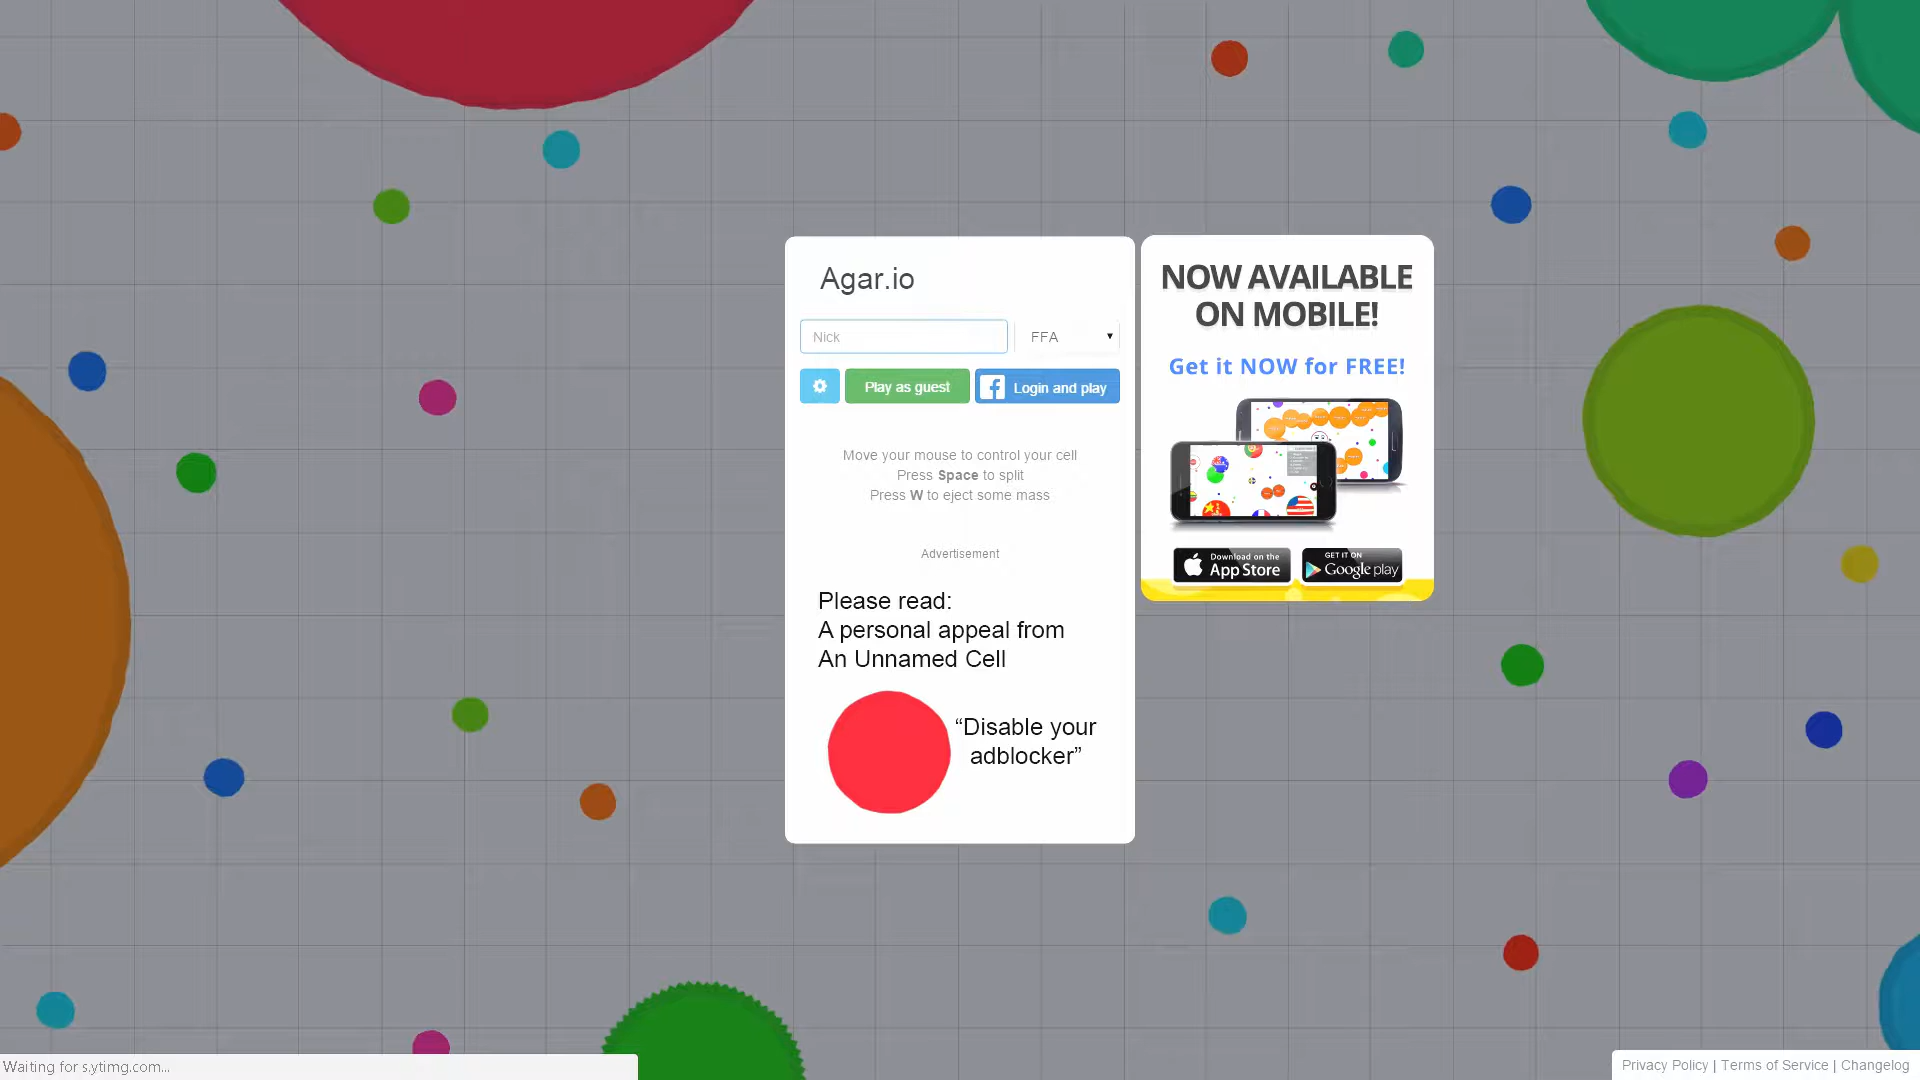 Agar.io
Nick
FFA
Play as guest
Login and play
Move your mouse to control your cell
Press Space to split
Press W to eject some mass
Advertisement
Please read:
A personal appeal from
An Unnamed Cell
“Disable your
adblocker”
NOW AVAILABLE
ON MOBILE!
Get it NOW for FREE!
Download on the
App Store
GET IT ON
Google play
Waiting for s.ytimg.com...
Privacy Policy | Terms of Service | Changelog